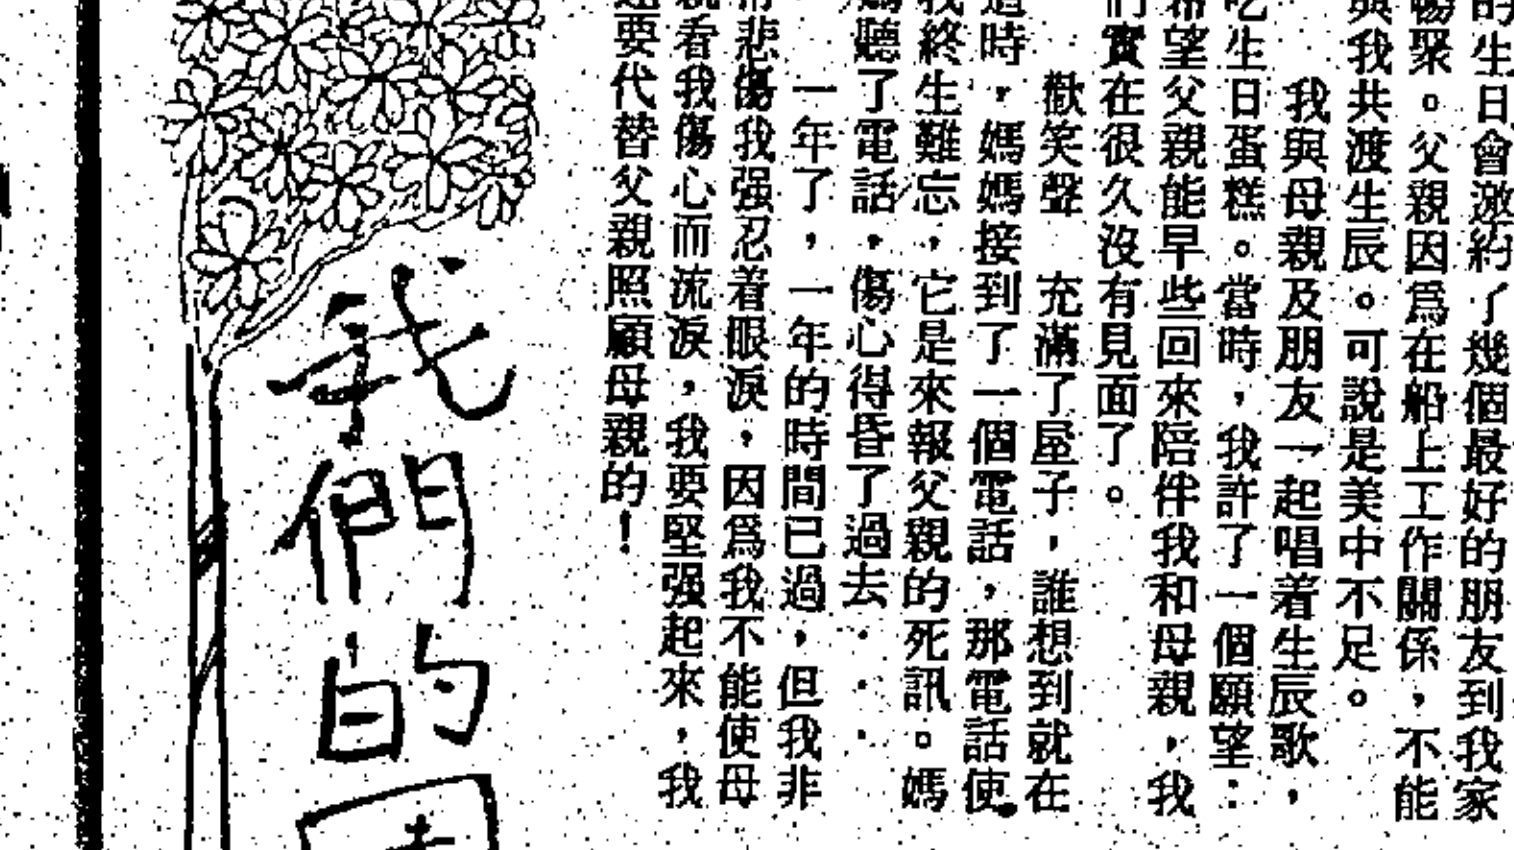 的生日會邀約了幾個最好的朋友到我家
暢聚。父親因爲在船上工作關係，不能
與我共渡生辰。可說是美中不足。
我與母親及朋友一起唱着生辰歌，
吃生日蛋糕。當時，我許了一個願望：
希望父親能早些回來陪伴我和母親，我
們實在很久沒有見面了。
歡笑聲 充滿了屋子，誰想到就在
這時，媽媽接到了一個電話，那電話使
我終生難忘，它是來報父親的死訊。媽
媽聽了電話，傷心得昏了過去．．．
一年了，一年的時間已過，但我非
常悲傷我强忍着眼淚，因爲我不能使母
親看我傷心而流淚，我要堅强起來，我
還要代替父親照顧母親的！
我們的